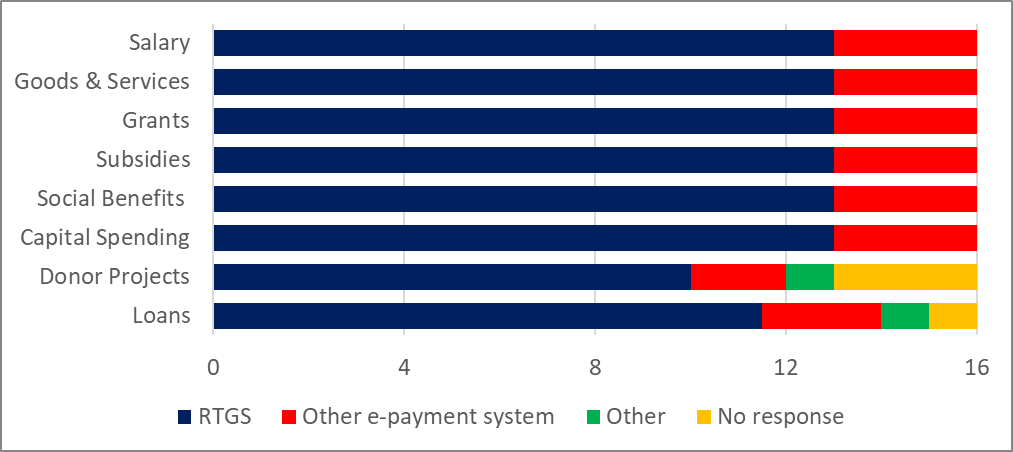 Salary
Goods & Services
Grants
Subsidies
Social Benefits
Capital Spending
Donor Projects
Loans
0 4 8 12 16
RTGS Other e-payment system Other No response